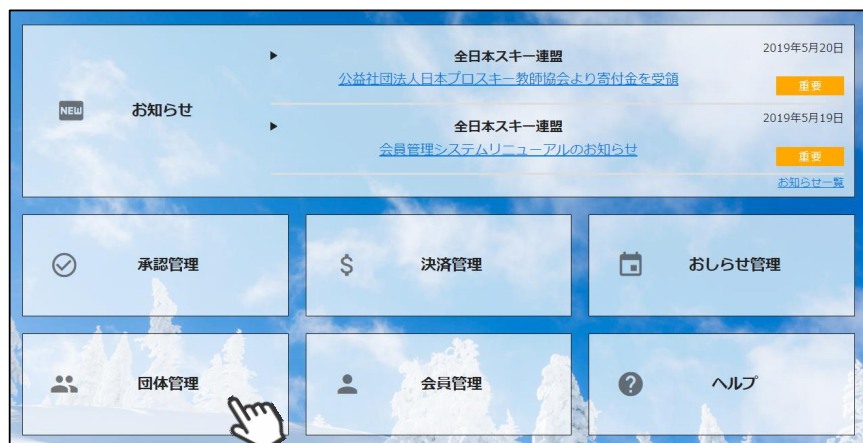 全日本スキー連盟
2019年5月20日
公益社団法人日本プロスキー教師協会より寄付金を受領
重要
NEW
お知らせ
全日本スキー連盟
2019年5月19日
会員管理システムリニューアルのお知らせ
重要
お知らせ一覧
承認管理
決済管理
おしらせ管理
団体管理
会員管理
ヘルプ